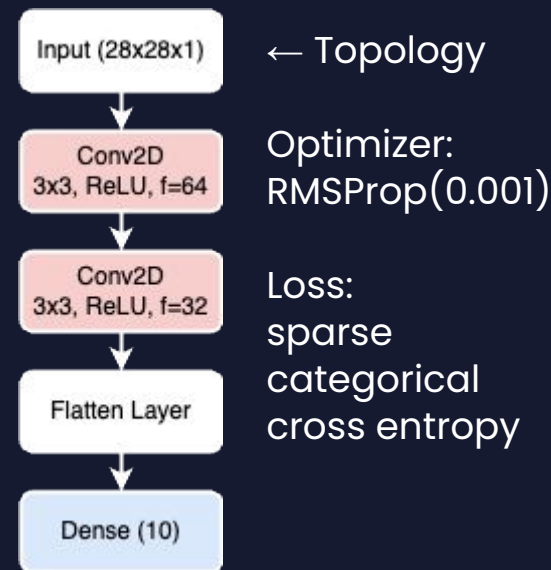 Input (28x28x1)
Conv2D
3x3, ReLU, f=64
Conv2D
3x3, ReLU, f=32
Flatten Layer
Dense (10)
← Topology
Optimizer:
RMSProp(0.001)
Loss:
sparse
categorical
cross entropy